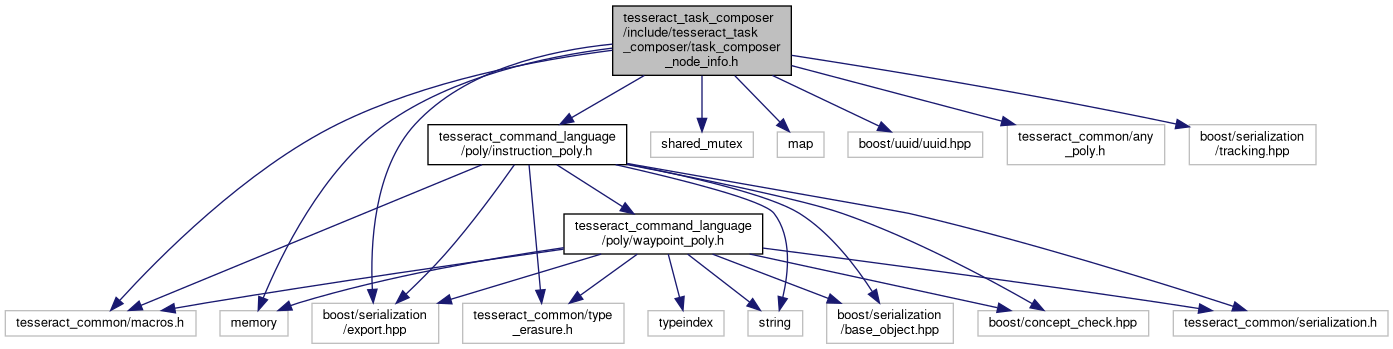 tesseract_task_composer
/include/tesseract_task
_composer/task_composer
_node_info.h
tesseract_command_language
/poly/instruction_poly.h
shared_mutex
map
boost/uuid/uuid.hpp
tesseract_common/any
_poly.h
boost/serialization
/tracking.hpp
tesseract_command_language
/poly/waypoint_poly.h
tesseract_common/macros.h
memory
boost/serialization
/export.hpp
tesseract_common/type
_erasure.h
typeindex
string
boost/serialization
/base_object.hpp
boost/concept_check.hpp
tesseract_common/serialization.h